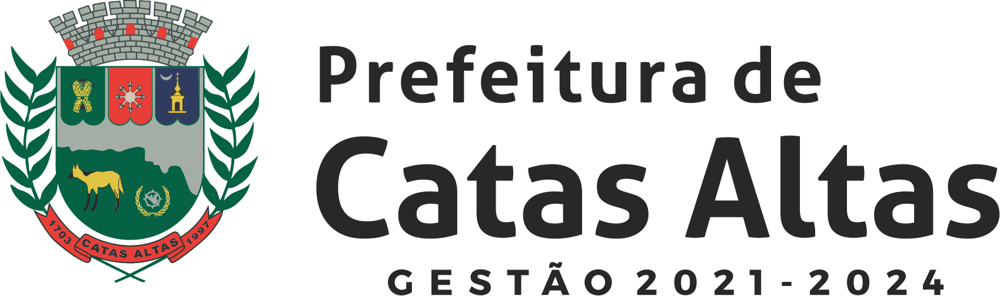 Prefeitura de
Catas Altas
GESTÃO 2021-2024
1703 CATAS ALTAS 1997